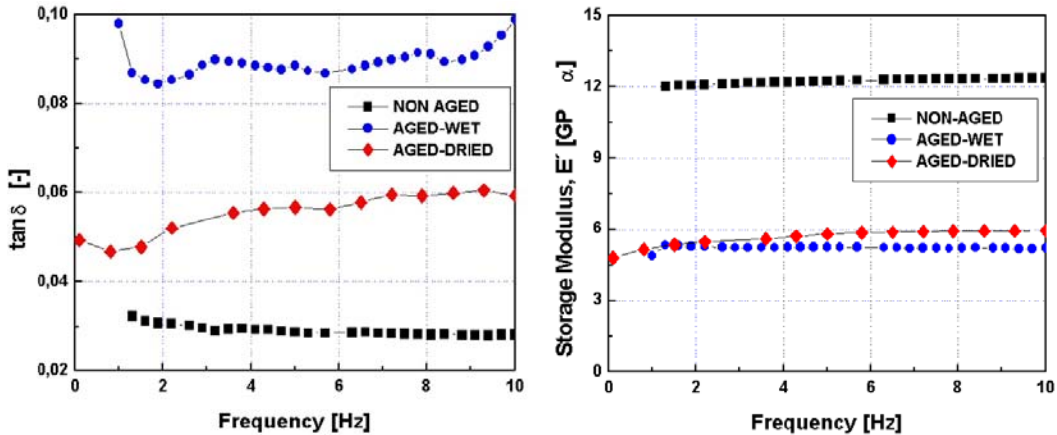 0,10
0,08
0,06
0,04
0,02
tan δ [-]
NON AGED
AGED-WET
AGED-DRIED
0 2 4 6 8 10
Frequency [Hz]
15
12
9
6
3
0
Storage Modulus, E´ [GP α]
NON-AGED
AGED-WET
AGED-DRIED
0 2 4 6 8 10
Frequency [Hz]